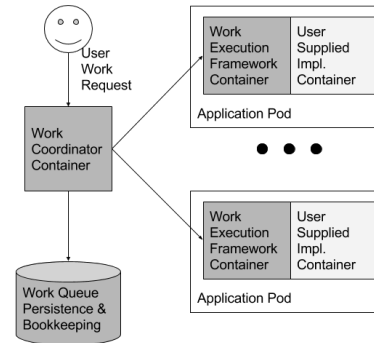 User
Work
Request
Work
Coordinator
Container
Work Queue
Persistence &
Bookkeeping
Work
Execution
Framework
Container
User
Supplied
Impl.
Container
Application Pod
Work
Execution
Framework
Container
User
Supplied
Impl.
Container
Application Pod